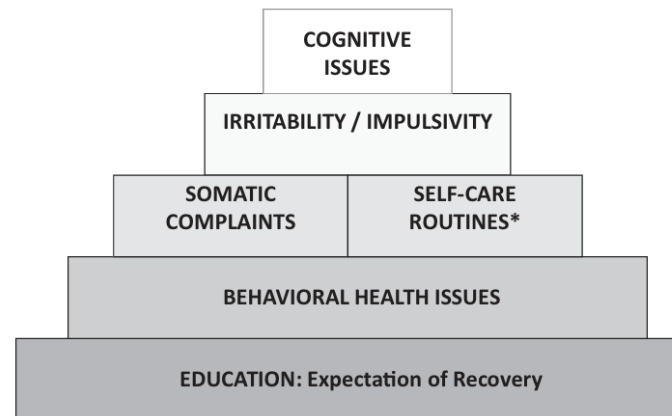 COGNITIVE
ISSUES
IRRITABILITY / IMPULSIVITY
SOMATIC
COMPLAINTS
SELF-CARE
ROUTINES*
BEHAVIORAL HEALTH ISSUES
EDUCATION: Expectation of Recovery